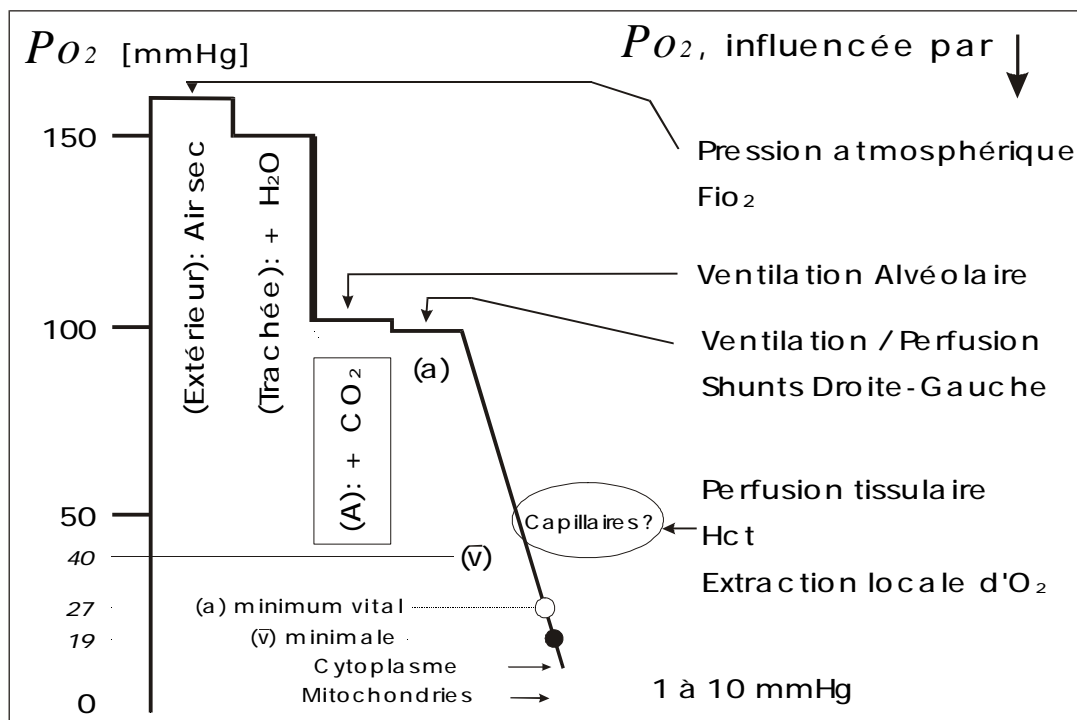 Po₂ [mmHg]
Po₂, influencée par
150
100
50
40
27
19
0
(Extérieur): Air sec
(Trachée): + H₂O
(A): + CO₂
(a)
(v̅)
Capillaires?
(a) minimum vital
(v̅) minimale
Cytoplasme
Mitochondries
Pression atmosphérique
Fio₂
Ventilation Alvéolaire
Ventilation / Perfusion
Shunts Droite-Gauche
Perfusion tissulaire
Hct
Extraction locale d'O₂
1 à 10 mmHg